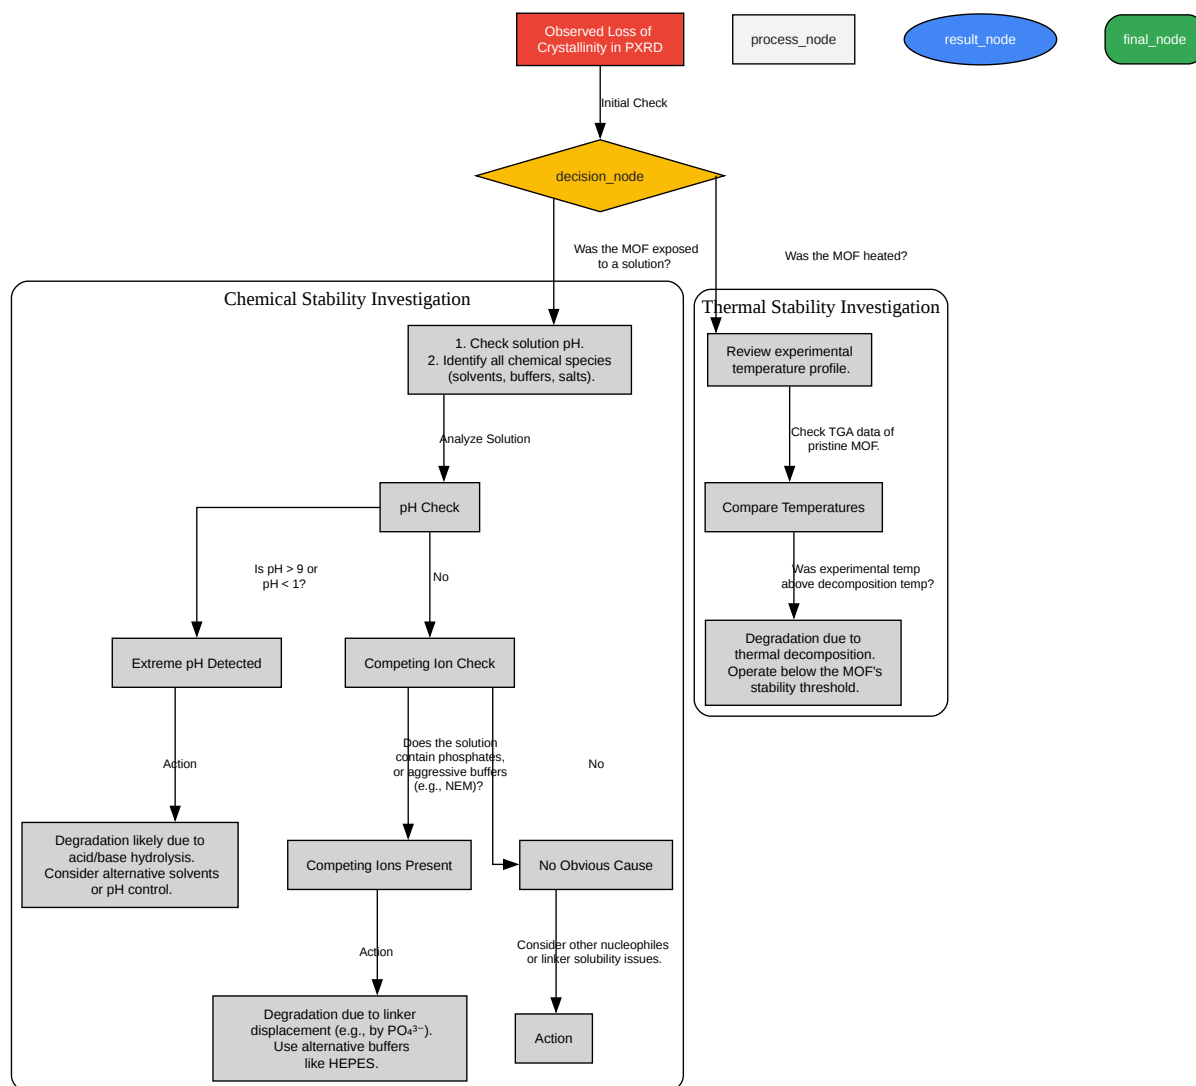 Observed Loss of
Crystallinity in PXRD
process_node
result_node
final_node
Initial Check
decision_node
Was the MOF exposed
to a solution?
Was the MOF heated?
Chemical Stability Investigation
Thermal Stability Investigation
1. Check solution pH.
2. Identify all chemical species
(solvents, buffers, salts).
Review experimental
temperature profile.
Analyze Solution
Check TGA data of
pristine MOF.
pH Check
Compare Temperatures
Is pH > 9 or
pH < 1?
No
Was experimental temp
above decomposition temp?
Extreme pH Detected
Competing Ion Check
Degradation due to
thermal decomposition.
Operate below the MOF's
stability threshold.
Action
Does the solution
contain phosphates,
or aggressive buffers
(e.g., NEM)?
No
Degradation likely due to
acid/base hydrolysis.
Consider alternative solvents
or pH control.
Competing Ions Present
No Obvious Cause
Action
Consider other nucleophiles
or linker solubility issues.
Degradation due to linker
displacement (e.g., by PO₄³⁻).
Use alternative buffers
like HEPES.
Action